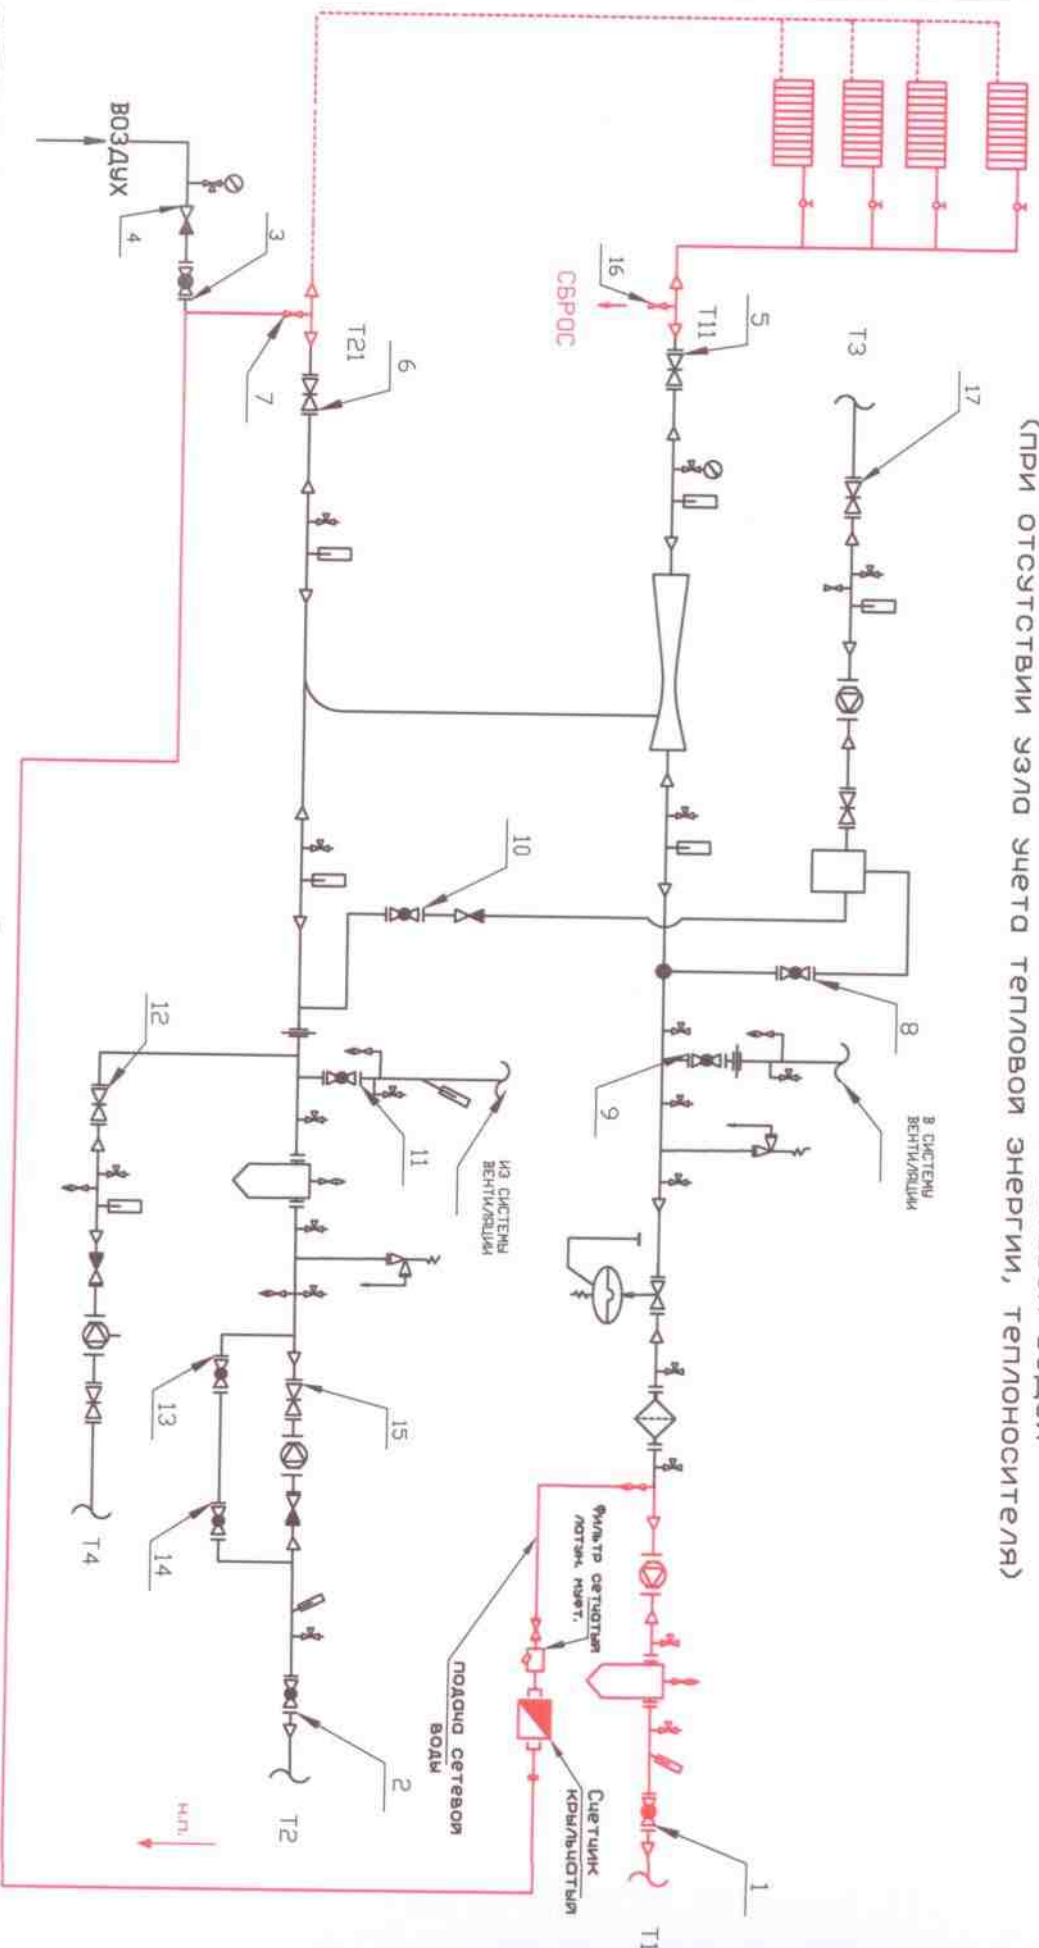 (ПРИ ОТСУТСТВИИ УЗЛА УЧЕТА ТЕПЛОВОЙ ЭНЕРГИИ, ТЕПЛОНОСИТЕЛЯ)
17
Т3
8
В СИСТЕМУ
ВЕНТИЛЯЦИИ
5
Т11
16
СБРОС
10
9
1
Т1
ИЗ СИСТЕМЫ
ВЕНТИЛЯЦИИ
Фильтр сетчатый
латун. муфт.
Счетчик
крыльчатый
подача сетевой
воды
6
Т21
7
3
4
ВОЗДУХ
12
11
15
13
14
2
Т2
Т4
н.п.